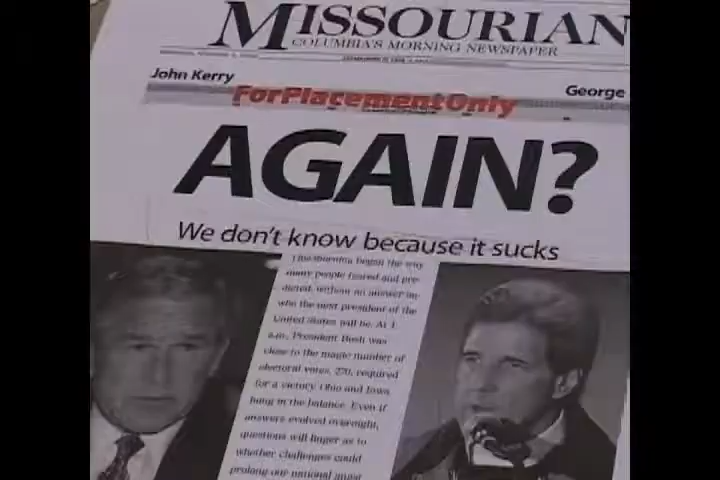 MISSOURIAN
COLUMBIA'S MORNING NEWSPAPER
John Kerry
George
ForPlacementOnly
AGAIN?
We don't know because it sucks
This morning began the way
many people feared and pre-
dicted, without an answer on
who the next president of the
United States will be. At 1
a.m., President Bush was
close to the magic number of
electoral votes, 270, required
for a victory. Ohio and Iowa
hung in the balance. Even if
answers evolved overnight,
questions will linger as to
whether challenges could
prolong our national